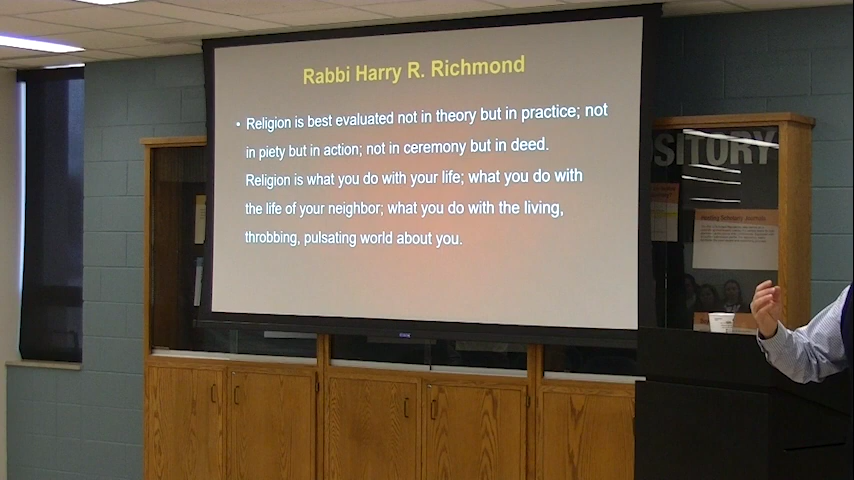 Rabbi Harry R. Richmond
• Religion is best evaluated not in theory but in practice; not
in piety but in action; not in ceremony but in deed.
Religion is what you do with your life; what you do with
the life of your neighbor; what you do with the living,
throbbing, pulsating world about you.
SITORY